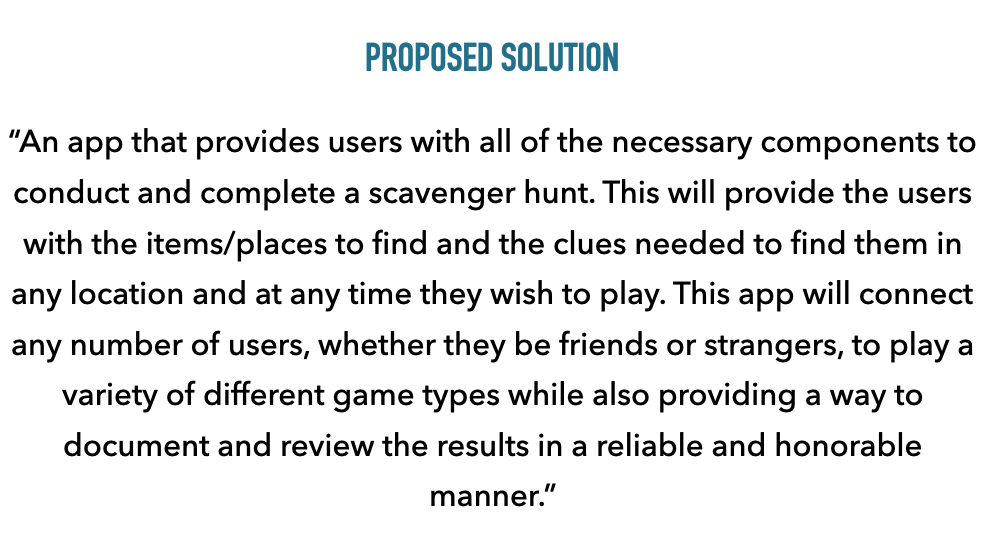 PROPOSED SOLUTION
“An app that provides users with all of the necessary components to
conduct and complete a scavenger hunt. This will provide the users
with the items/places to find and the clues needed to find them in
any location and at any time they wish to play. This app will connect
any number of users, whether they be friends or strangers, to play a
variety of different game types while also providing a way to
document and review the results in a reliable and honorable
manner.”